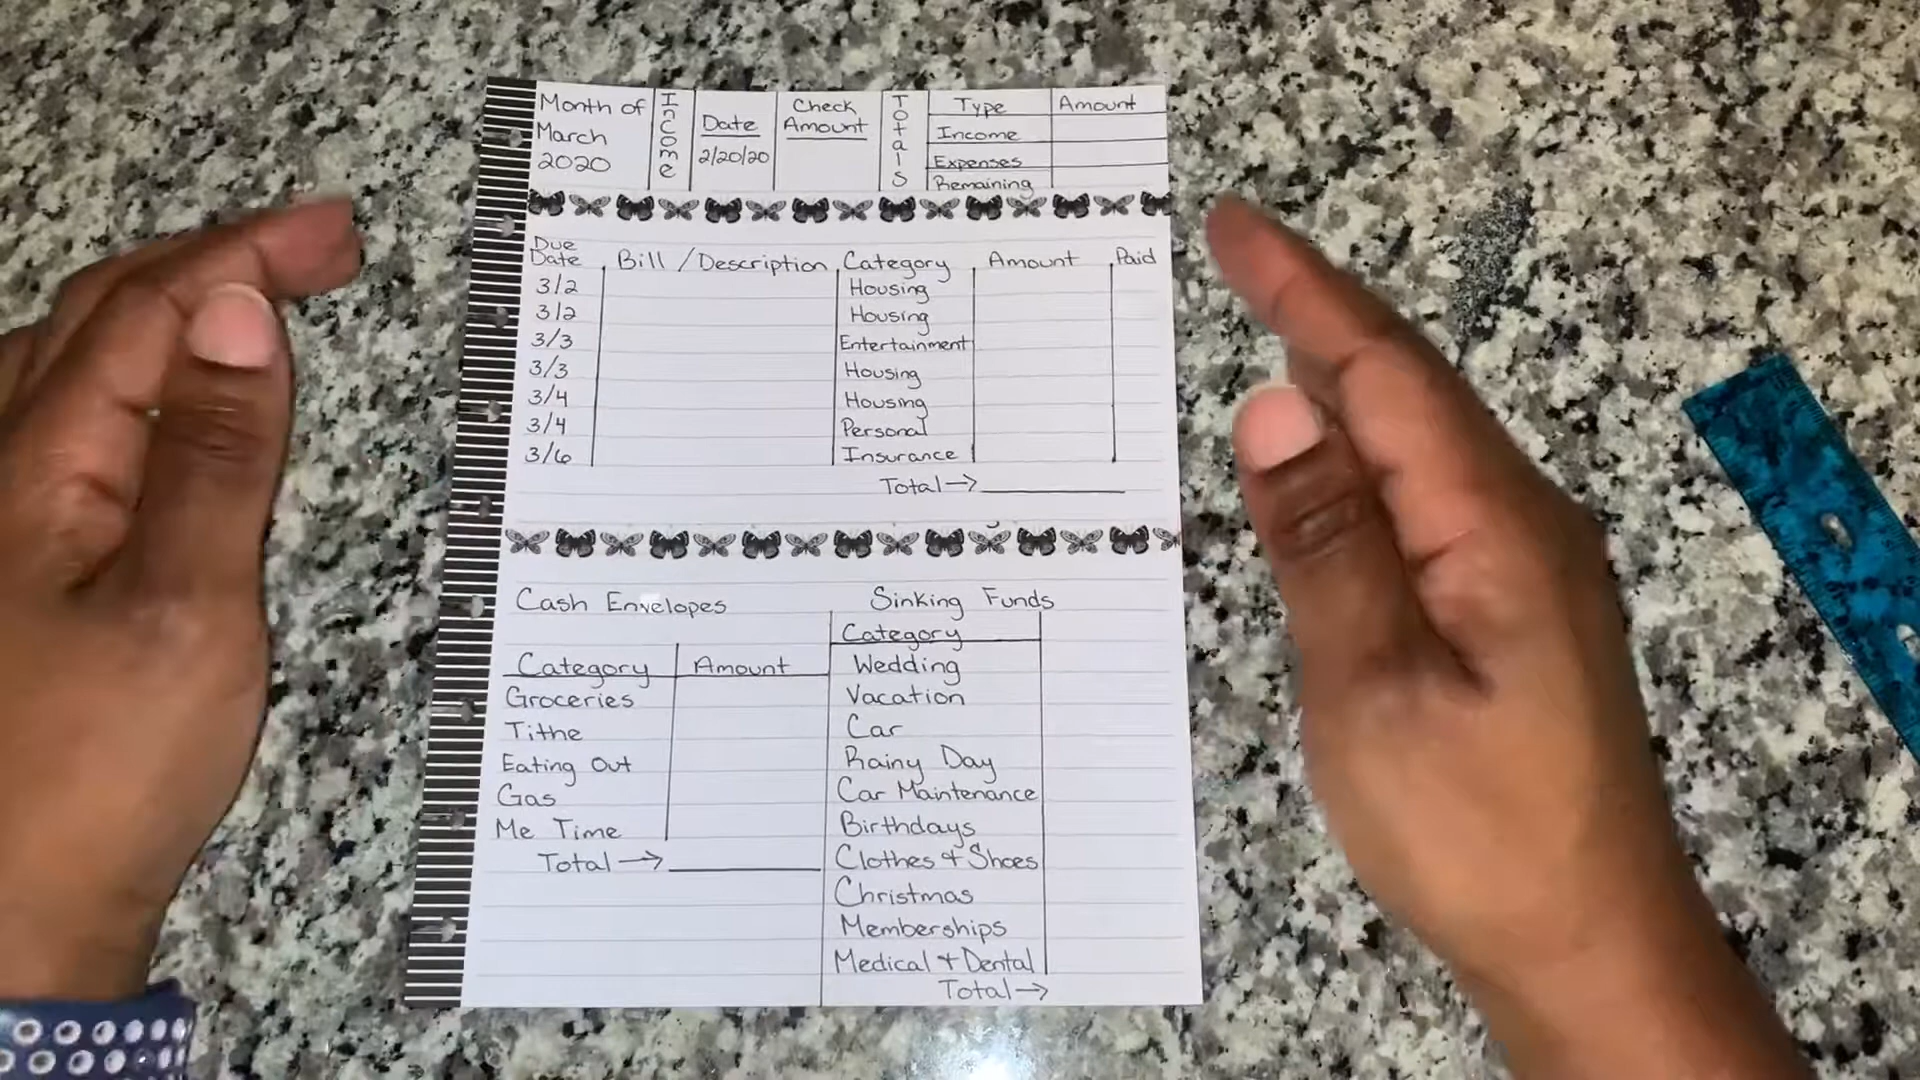 Month of
March
2020
Income
Date
2/20/20
Check
Amount
Totals
Type Amount
Income
Expenses
Remaining
Due
Date Bill / Description Category Amount Paid
3/2 Housing
3/2 Housing
3/3 Entertainment
3/3 Housing
3/4 Housing
3/4 Personal
3/6 Insurance
Total →
Cash Envelopes
Category Amount
Groceries
Tithe
Eating Out
Gas
Me Time
Total →
Sinking Funds
Category
Wedding
Vacation
Car
Rainy Day
Car Maintenance
Birthdays
Clothes & Shoes
Christmas
Memberships
Medical & Dental
Total →